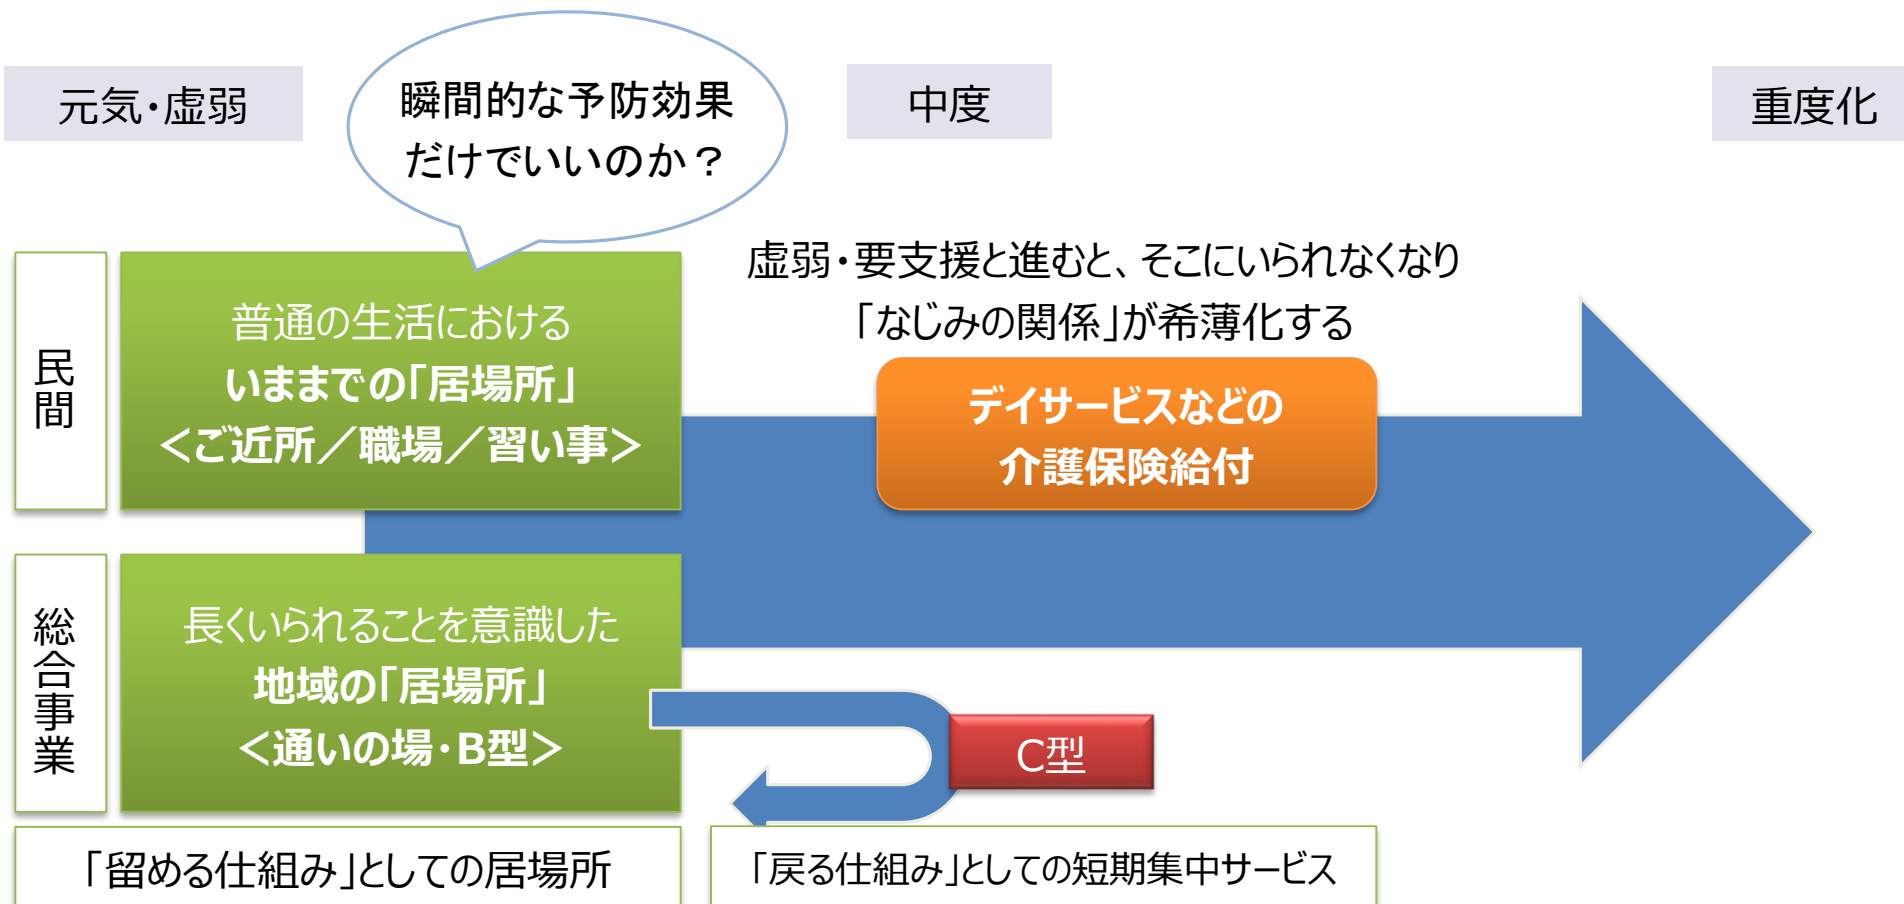 元気・虚弱
瞬間的な予防効果
だけでいいのか？
中度
重度化
民間
普通の生活における
いままでの「居場所」
＜ご近所／職場／習い事＞
虚弱・要支援と進むと、そこにいられなくなり
「なじみの関係」が希薄化する
デイサービスなどの
介護保険給付
総合事業
長くいられることを意識した
地域の「居場所」
＜通いの場・B型＞
C型
「留める仕組み」としての居場所
「戻る仕組み」としての短期集中サービス